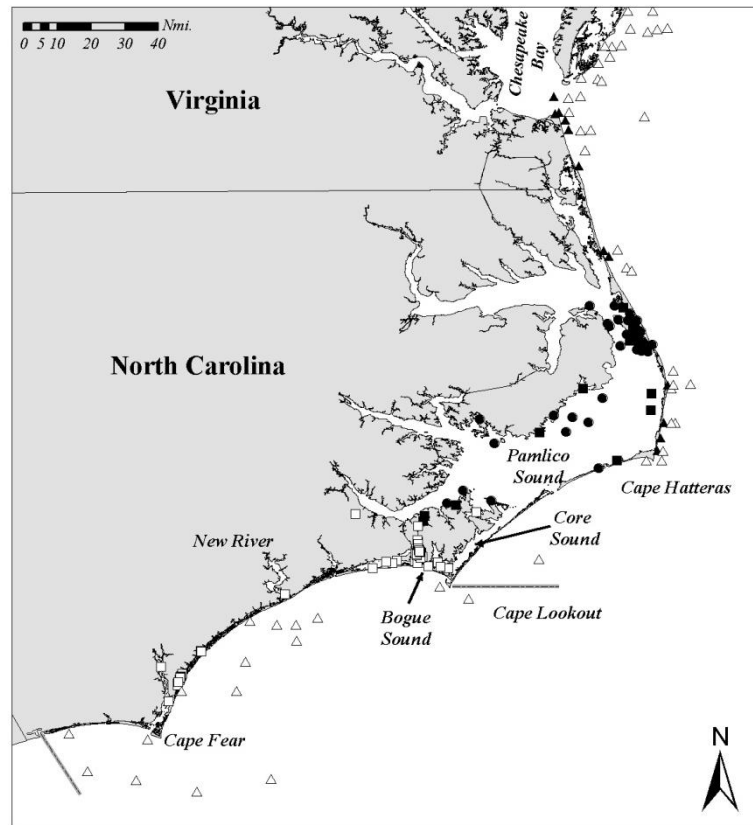 Nmi.
0 5 10 20 30 40
Chesapeake
Bay
Virginia
North Carolina
Pamlico
Sound
Cape Hatteras
Core
Sound
New River
Cape Lookout
Bogue
Sound
Cape Fear
N